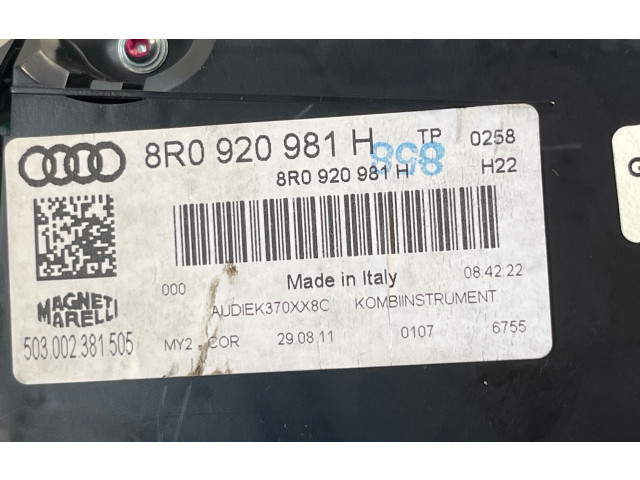 8R0 920 981 H TP 0258
858
8R0 920 981 H H22
000 Made in Italy 08:42:22
AUDIEK370XX8C KOMBIINSTRUMENT
MAGNETI
MARELLI
503.002.381.505
MY2 - COR 29 08 11 0107 6755
G